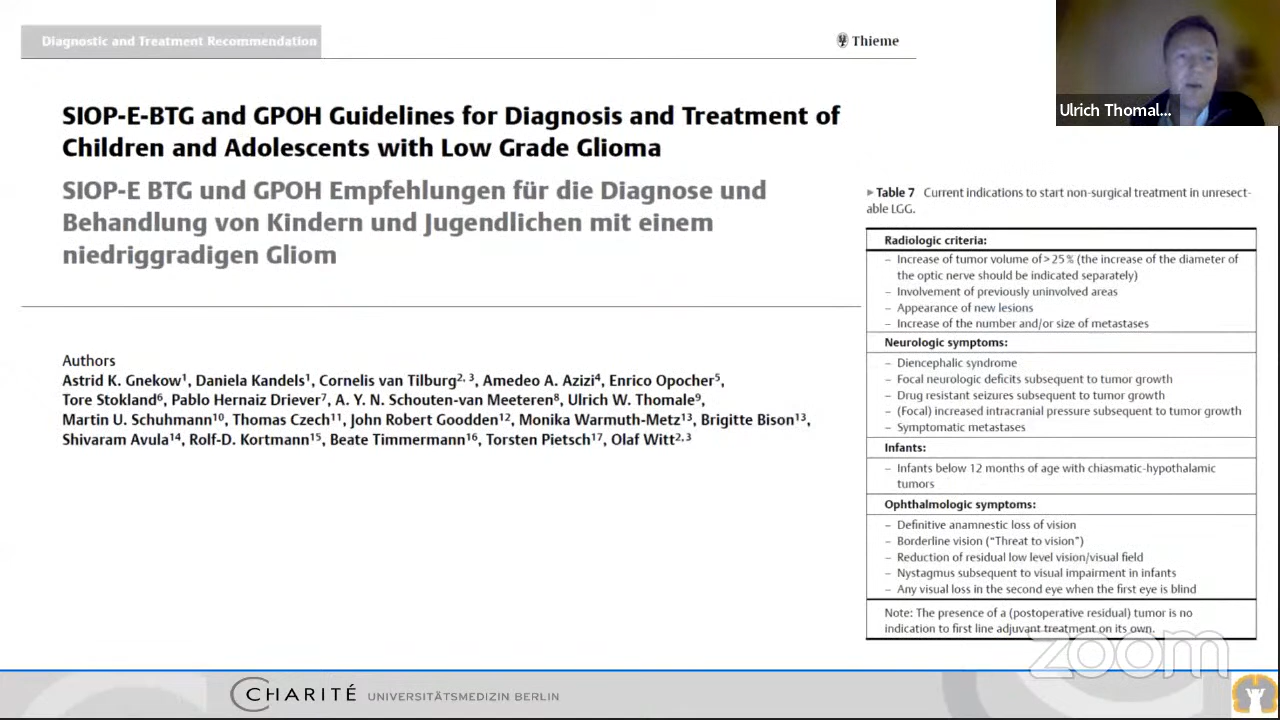 Diagnostic and Treatment Recommendation
Thieme
Ulrich Thomal...
SIOP-E-BTG and GPOH Guidelines for Diagnosis and Treatment of
Children and Adolescents with Low Grade Glioma
SIOP-E BTG und GPOH Empfehlungen für die Diagnose und
Behandlung von Kindern und Jugendlichen mit einem
niedriggradigen Gliom
Authors
Astrid K. Gnekow1, Daniela Kandels1, Cornelis van Tilburg2, 3, Amedeo A. Azizi4, Enrico Opocher5,
Tore Stokland6, Pablo Hernaiz Driever7, A. Y. N. Schouten-van Meeteren8, Ulrich W. Thomale9,
Martin U. Schuhmann10, Thomas Czech11, John Robert Goodden12, Monika Warmuth-Metz13, Brigitte Bison13,
Shivaram Avula14, Rolf-D. Kortmann15, Beate Timmermann16, Torsten Pietsch17, Olaf Witt2,3
▶ Table 7 Current indications to start non-surgical treatment in unresect-
able LGG.
Radiologic criteria:
– Increase of tumor volume of > 25 % (the increase of the diameter of
the optic nerve should be indicated separately)
– Involvement of previously uninvolved areas
– Appearance of new lesions
– Increase of the number and/or size of metastases
Neurologic symptoms:
– Diencephalic syndrome
– Focal neurologic deficits subsequent to tumor growth
– Drug resistant seizures subsequent to tumor growth
– (Focal) increased intracranial pressure subsequent to tumor growth
– Symptomatic metastases
Infants:
– Infants below 12 months of age with chiasmatic-hypothalamic
tumors
Ophthalmologic symptoms:
– Definitive anamnestic loss of vision
– Borderline vision (“Threat to vision”)
– Reduction of residual low level vision/visual field
– Nystagmus subsequent to visual impairment in infants
– Any visual loss in the second eye when the first eye is blind
Note: The presence of a (postoperative residual) tumor is no
indication to first line adjuvant treatment on its own.
zoom
CHARITÉ UNIVERSITÄTSMEDIZIN BERLIN